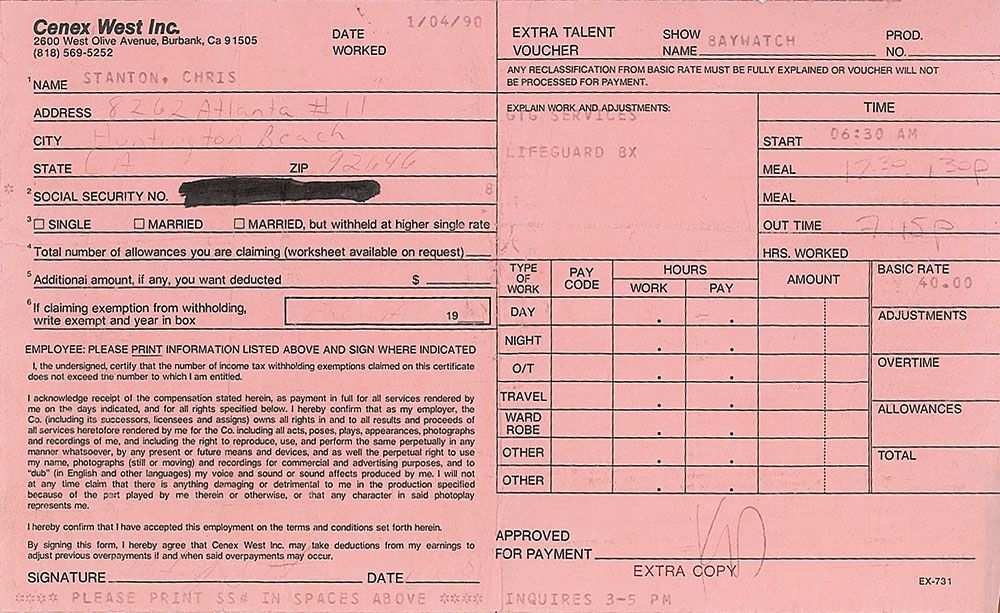 Cenex West Inc.
2600 West Olive Avenue, Burbank, Ca 91505
(818) 569-5252
DATE WORKED 1/04/90
1 NAME STANTON, CHRIS
ADDRESS 8262 Atlanta #11
CITY Huntington Beach
STATE CA ZIP 92646
* 2 SOCIAL SECURITY NO. 8
3 SINGLE MARRIED MARRIED, but withheld at higher single rate
4 Total number of allowances you are claiming (worksheet available on request)
5 Additional amount, if any, you want deducted $
6 If claiming exemption from withholding,
write exempt and year in box 19
EMPLOYEE: PLEASE PRINT INFORMATION LISTED ABOVE AND SIGN WHERE INDICATED
I, the undersigned, certify that the number of income tax withholding exemptions claimed on this certificate
does not exceed the number to which I am entitled.
I acknowledge receipt of the compensation stated herein, as payment in full for all services rendered by
me on the days indicated, and for all rights specified below. I hereby confirm that as my employer, the
Co. (including its successors, licensees and assigns) owns all rights in and to all results and proceeds of
all services heretofore rendered by me for the Co. including all acts, poses, plays, appearances, photographs
and recordings of me, and including the right to reproduce, use, and perform the same perpetually in any
manner whatsoever, by any present or future means and devices, and as well the perpetual right to use
my name, photographs (still or moving) and recordings for commercial and advertising purposes, and to
"dub" (in English and other languages) my voice and sound or sound affects produced by me. I will not
at any time claim that there is anything damaging or detrimental to me in the production specified
because of the part played by me therein or otherwise, or that any character in said photoplay
represents me.
I hereby confirm that I have accepted this employment on the terms and conditions set forth herein.
By signing this form, I hereby agree that Cenex West Inc. may take deductions from my earnings to
adjust previous overpayments if and when said overpayments may occur.
SIGNATURE DATE
**** PLEASE PRINT SS# IN SPACES ABOVE ****
EXTRA TALENT VOUCHER
SHOW NAME BAYWATCH
PROD. NO.
ANY RECLASSIFICATION FROM BASIC RATE MUST BE FULLY EXPLAINED OR VOUCHER WILL NOT
BE PROCESSED FOR PAYMENT.
EXPLAIN WORK AND ADJUSTMENTS:
GTG SERVICES
LIFEGUARD 8X
TIME
START 06:30 AM
MEAL 12:30 130p
MEAL
OUT TIME 7 15p
HRS. WORKED
TYPE OF WORK PAY CODE HOURS AMOUNT
WORK PAY
DAY
NIGHT
O/T
TRAVEL
WARD ROBE
OTHER
OTHER
BASIC RATE
40.00
ADJUSTMENTS
OVERTIME
ALLOWANCES
TOTAL
APPROVED
FOR PAYMENT
EXTRA COPY
EX-731
INQUIRES 3-5 PM